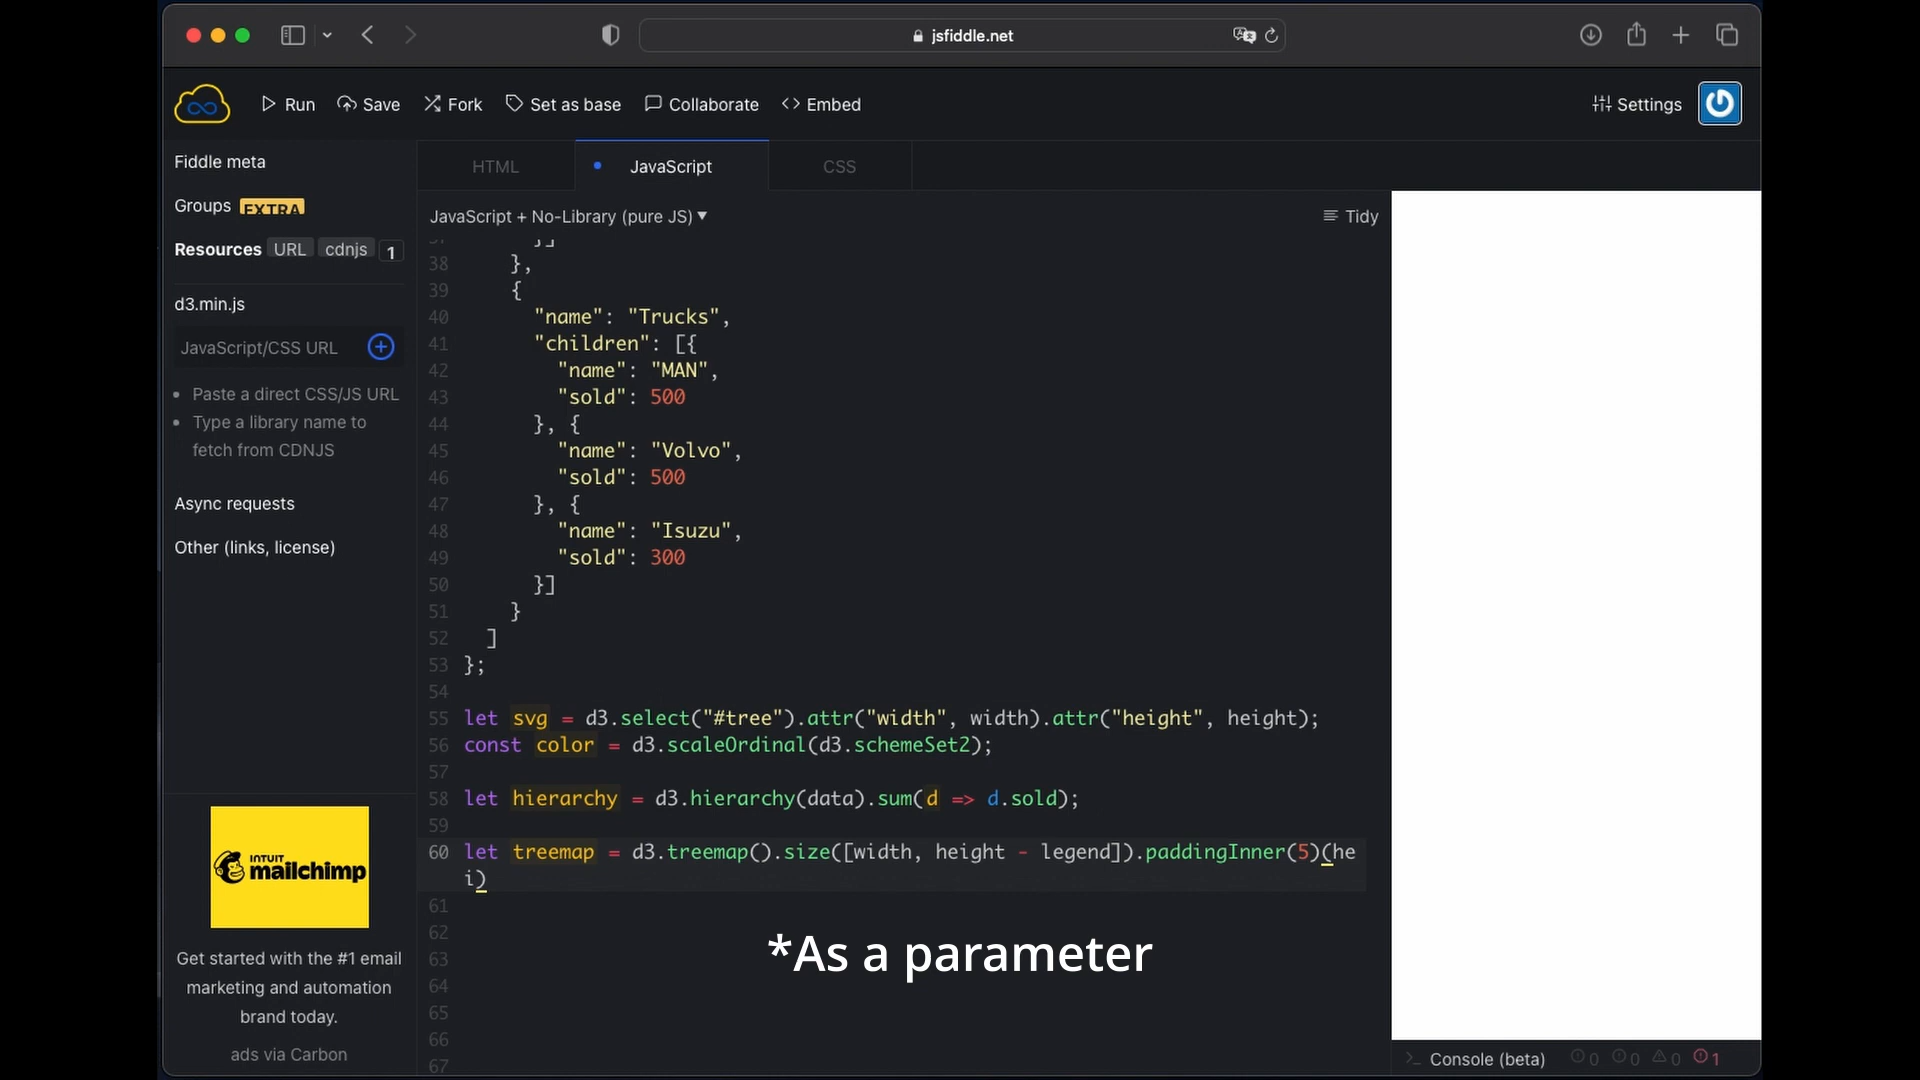 jsfiddle.net
Run Save Fork Set as base Collaborate Embed Settings
Fiddle meta
Groups EXTRA
Resources URL cdnjs 1
d3.min.js
JavaScript/CSS URL
Paste a direct CSS/JS URL
Type a library name to
fetch from CDNJS
Async requests
Other (links, license)
INTUIT
mailchimp
Get started with the #1 email
marketing and automation
brand today.
ads via Carbon
HTML JavaScript CSS
JavaScript + No-Library (pure JS) ▼ Tidy
37 }]
38 },
39 {
40 "name": "Trucks",
41 "children": [{
42 "name": "MAN",
43 "sold": 500
44 }, {
45 "name": "Volvo",
46 "sold": 500
47 }, {
48 "name": "Isuzu",
49 "sold": 300
50 }]
51 }
52 ]
53 };
54
55 let svg = d3.select("#tree").attr("width", width).attr("height", height);
56 const color = d3.scaleOrdinal(d3.schemeSet2);
57
58 let hierarchy = d3.hierarchy(data).sum(d => d.sold);
59
60 let treemap = d3.treemap().size([width, height - legend]).paddingInner(5)(he
i)
61
62
63
64
65
66
67
*As a parameter
Console (beta) 0 0 0 1